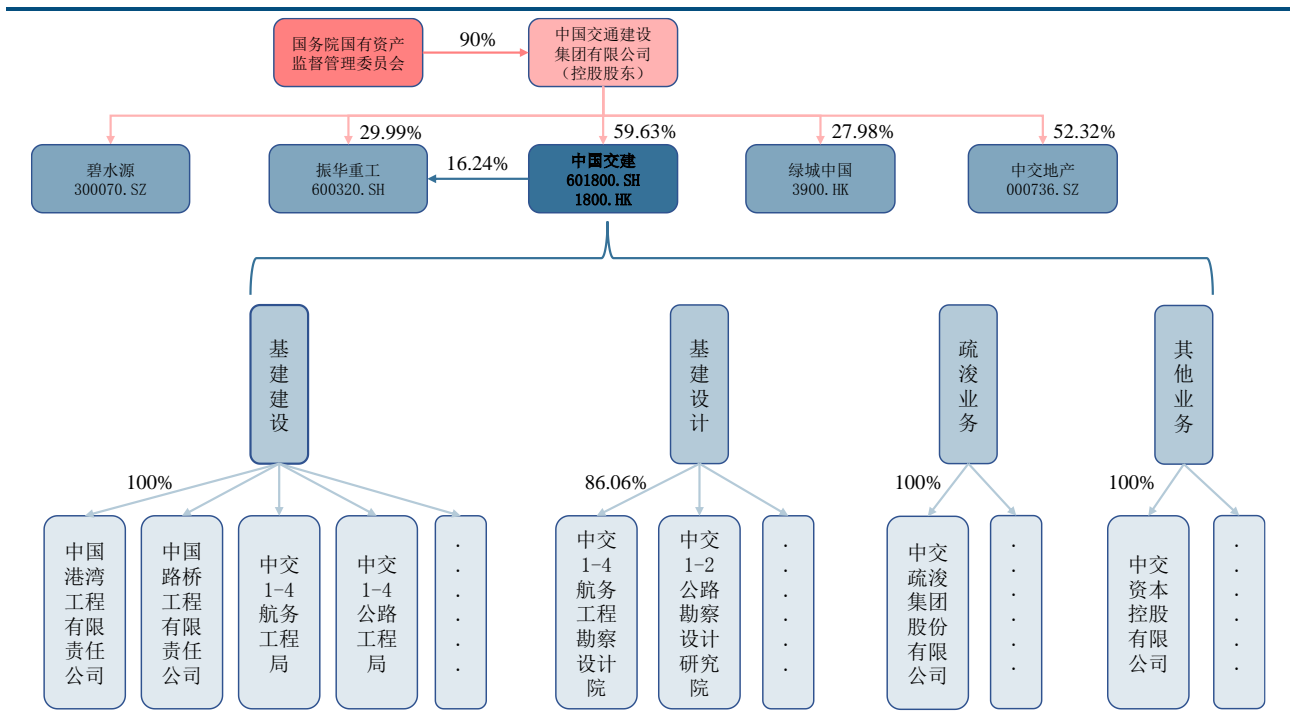 国务院国有资产
监督管理委员会
90%
中国交通建设
集团有限公司
（控股股东）
29.99%
59.63%
27.98%
52.32%
碧水源
300070.SZ
振华重工
600320.SH
16.24%
中国交建
601800.SH
1800.HK
绿城中国
3900.HK
中交地产
000736.SZ
基
建
建
设
基
建
设
计
疏
浚
业
务
其
他
业
务
100%
86.06%
100%
100%
中国
港湾
工程
有限
责任
公司
中国
路桥
工程
有限
责任
公司
中交
1-4
航务
工程
局
中交
1-4
公路
工程
局
.
.
.
.
.
.
中交
1-4
航务
工程
勘察
设计
院
中交
1-2
公路
勘察
设计
研究
院
.
.
.
.
.
.
中交
疏浚
集团
股份
有限
公司
.
.
.
.
.
.
中交
资本
控股
有限
公司
.
.
.
.
.
.